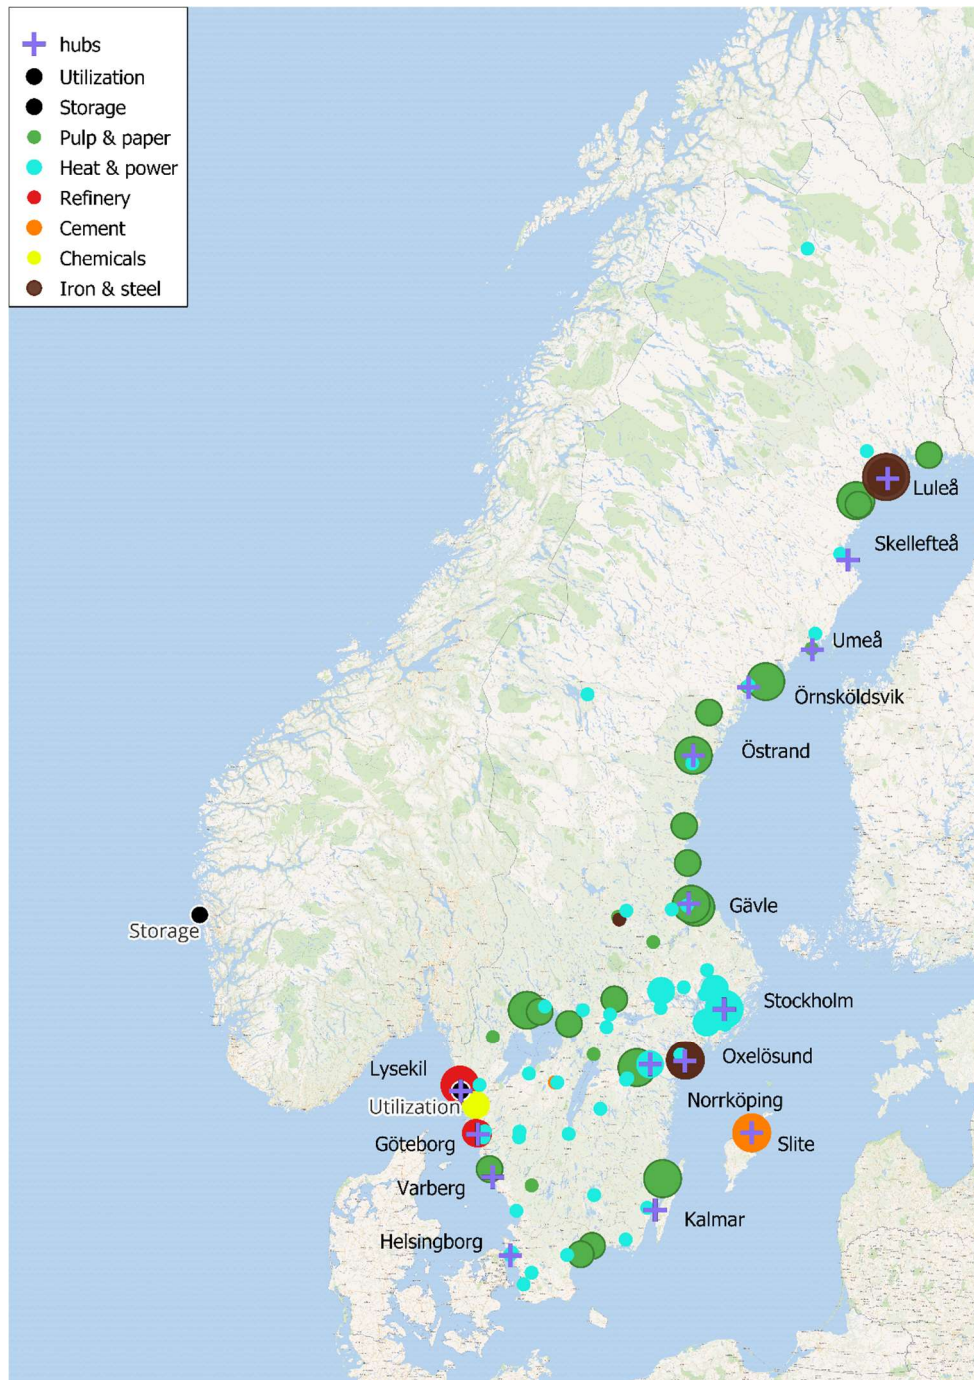 hubs
Utilization
Storage
Pulp & paper
Heat & power
Refinery
Cement
Chemicals
Iron & steel
Luleå
Skellefteå
Umeå
Örnsköldsvik
Östrand
Gävle
Storage
Stockholm
Oxelösund
Lysekil
Norrköping
Utilization
Göteborg
Slite
Varberg
Kalmar
Helsingborg